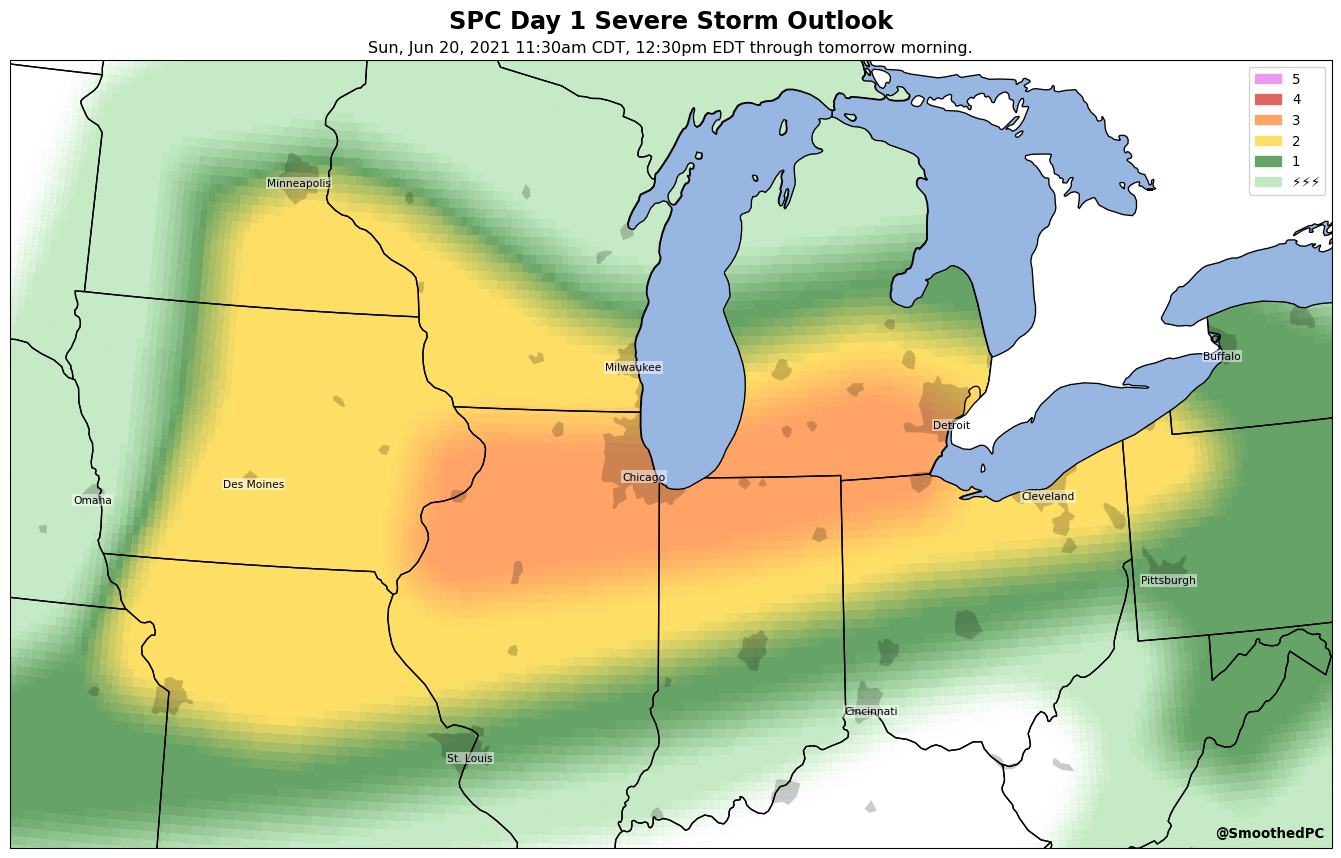 SPC Day 1 Severe Storm Outlook
Sun, Jun 20, 2021 11:30am CDT, 12:30pm EDT through tomorrow morning.
5
4
3
2
1
⚡⚡⚡
Minneapolis
Buffalo
Milwaukee
Detroit
Chicago
Des Moines
Cleveland
Omaha
Pittsburgh
Cincinnati
St. Louis
@SmoothedPC